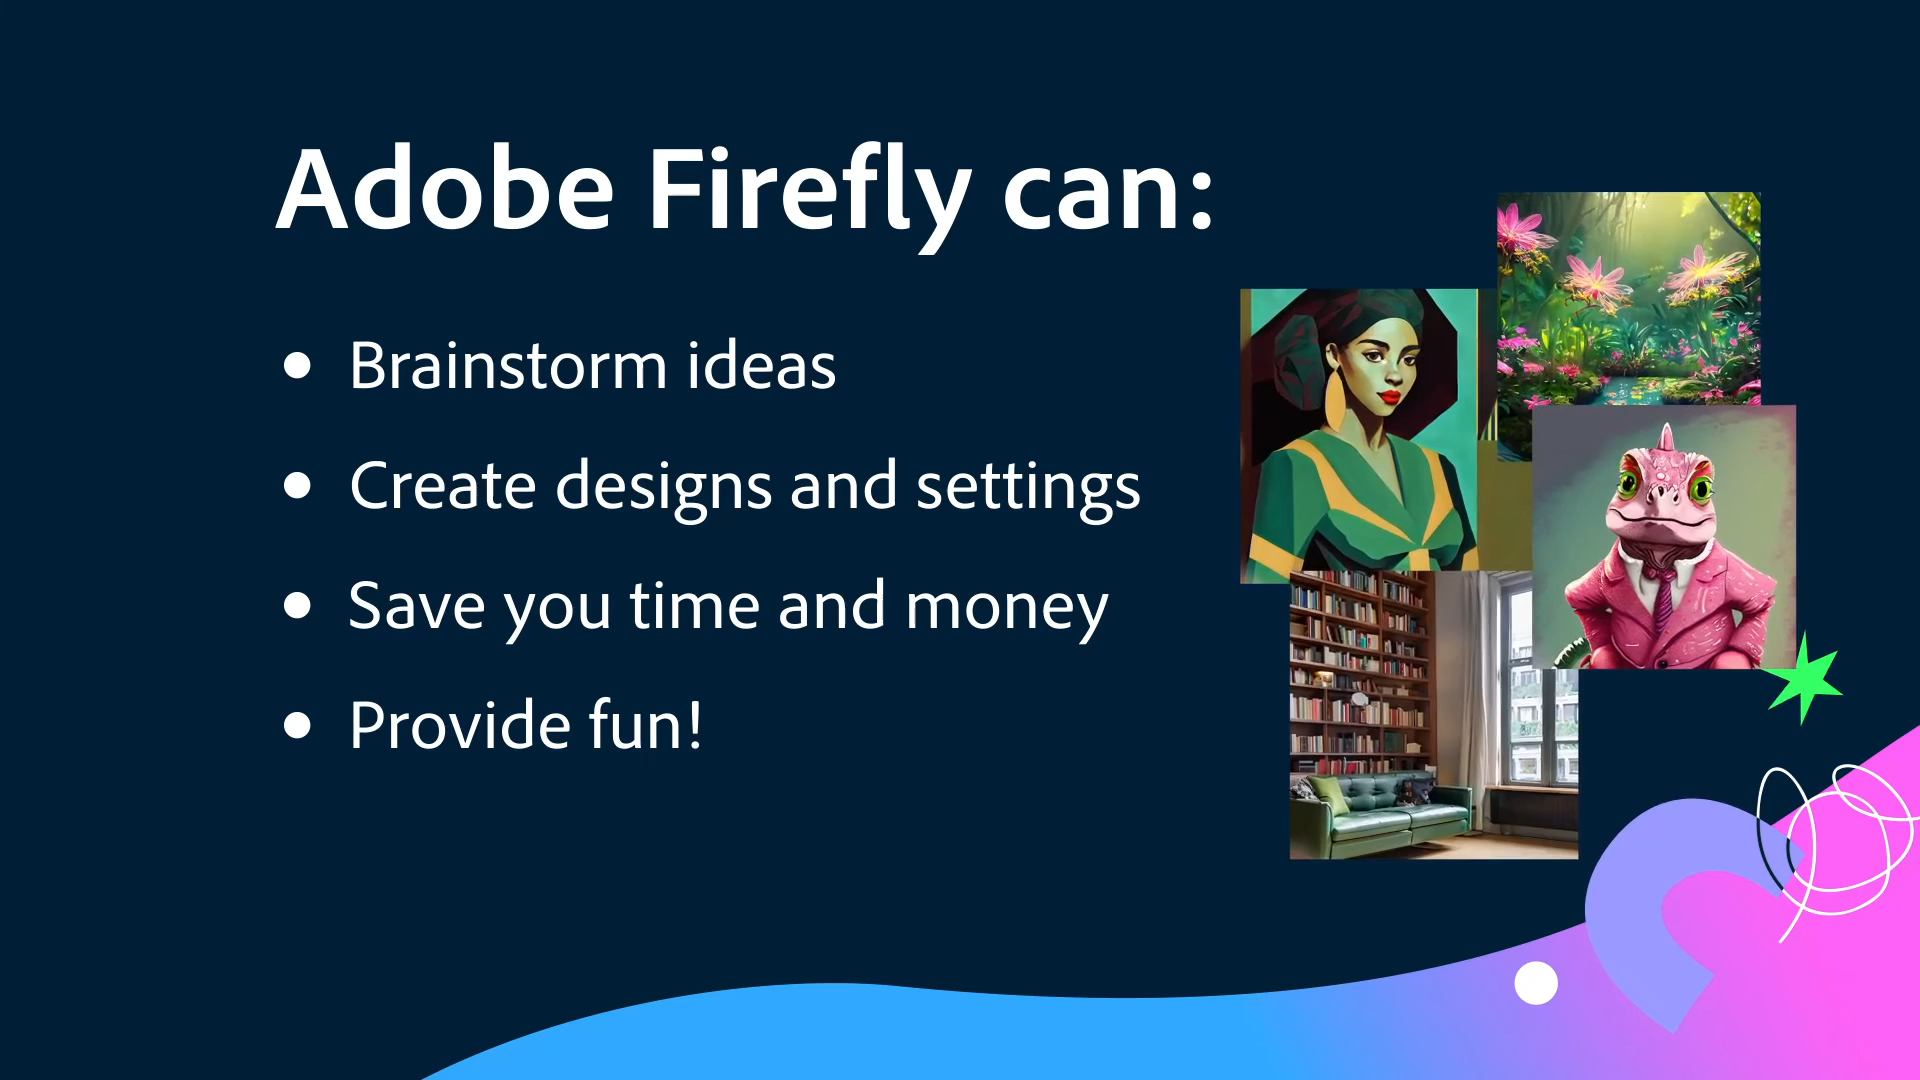 Adobe Firefly can:
• Brainstorm ideas
• Create designs and settings
• Save you time and money
• Provide fun!